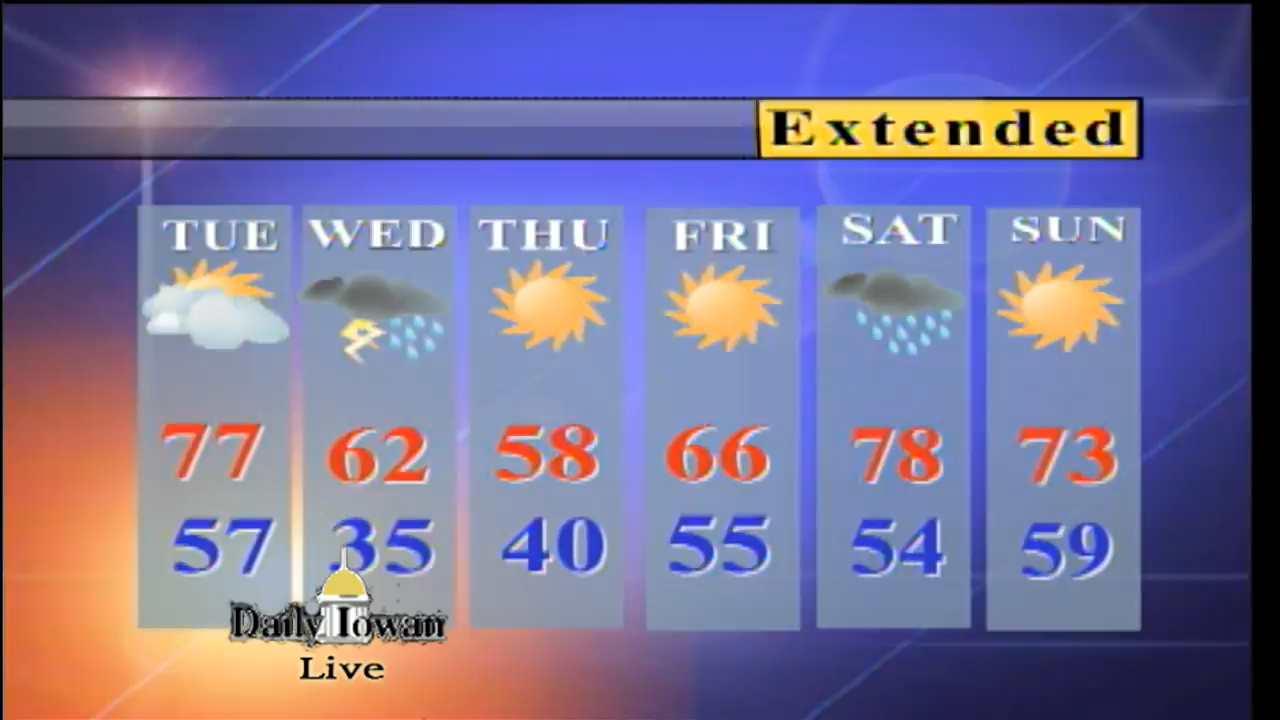 Extended
TUE WED THU FRI SAT SUN
77 62 58 66 78 73
57 35 40 55 54 59
Daily Iowan
Live